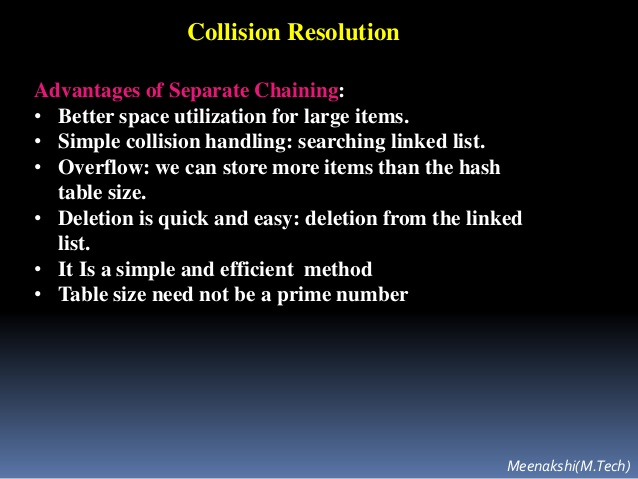 Collision Resolution
Advantages of Separate Chaining:
• Better space utilization for large items.
• Simple collision handling: searching linked list.
• Overflow: we can store more items than the hash
table size.
• Deletion is quick and easy: deletion from the linked
list.
• It Is a simple and efficient  method
• Table size need not be a prime number
Meenakshi(M.Tech)